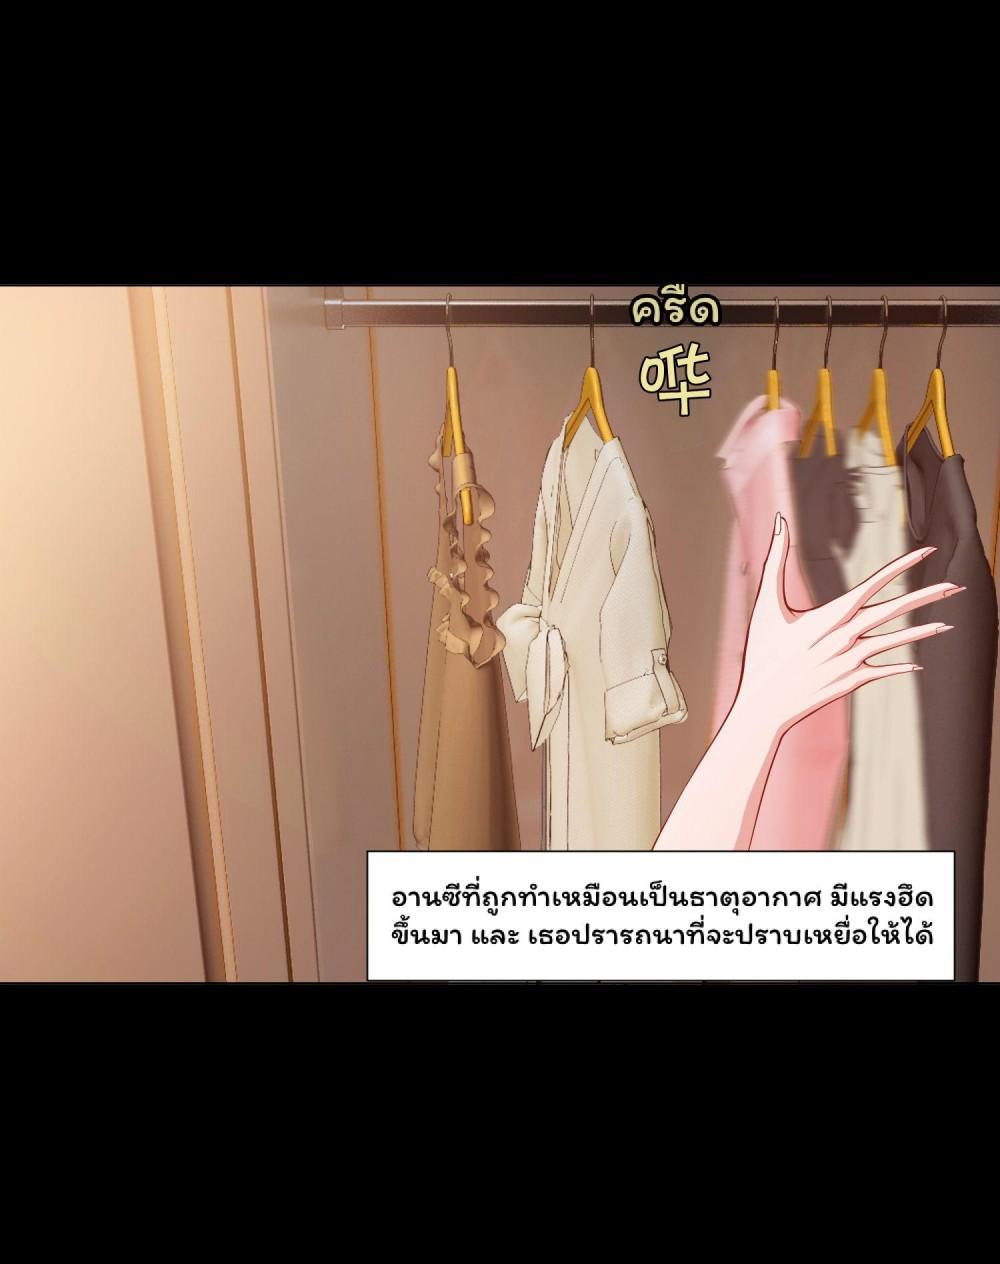 ครืด
哗
อานซีที่ถูกทำเหมือนเป็นธาตุอากาศ มีแรงฮึด
ขึ้นมา และ เธอปรารถนาที่จะปราบเหยื่อให้ได้